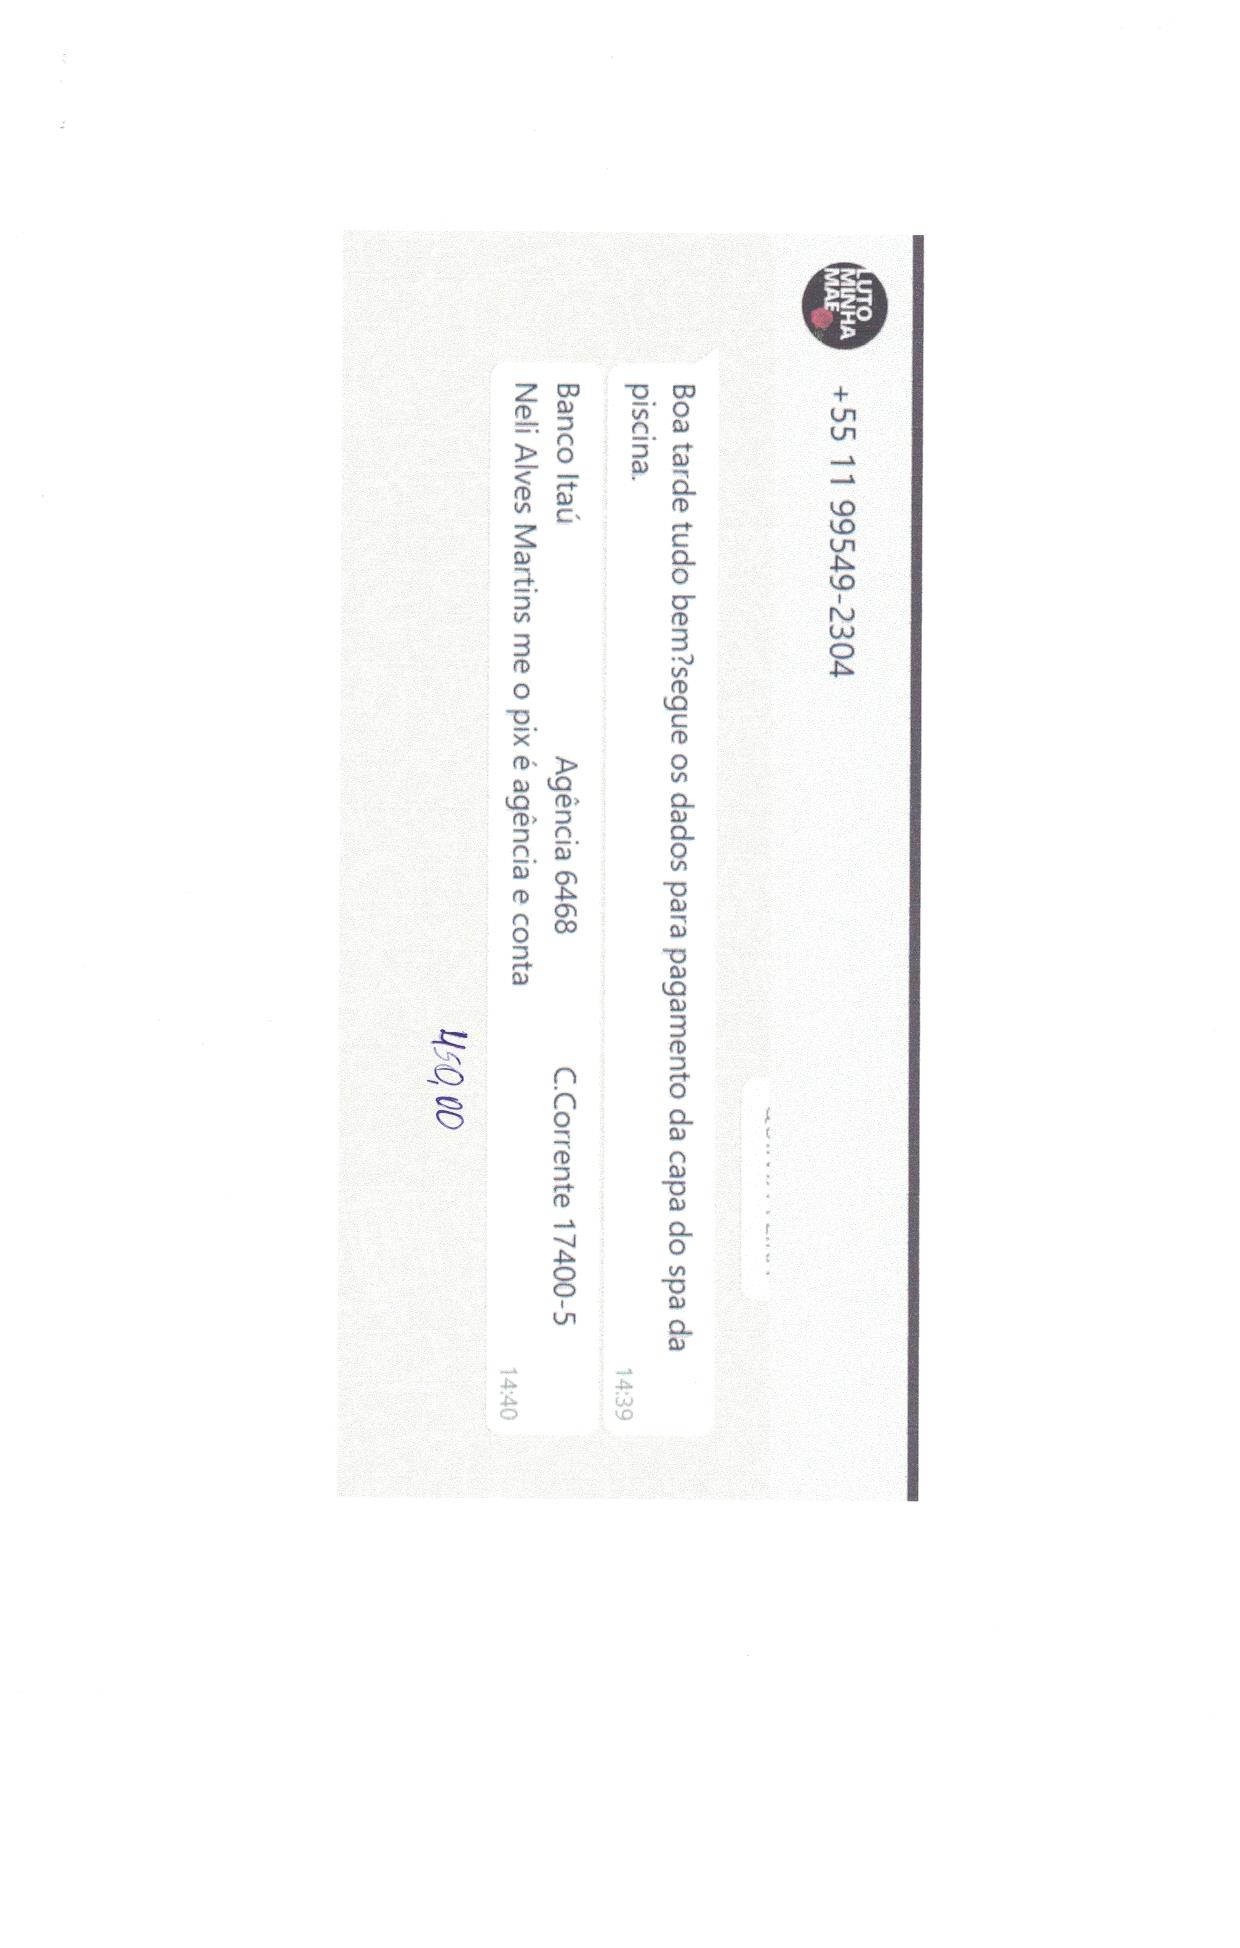 LUTO
MINHA
MÃE
+55 11 99549-2304
Boa tarde tudo bem?segue os dados para pagamento da capa do spa da
piscina.
14:39
Banco Itaú Agência 6468 C.Corrente 17400-5
Neli Alves Martins me o pix é agência e conta
14:40
450,00